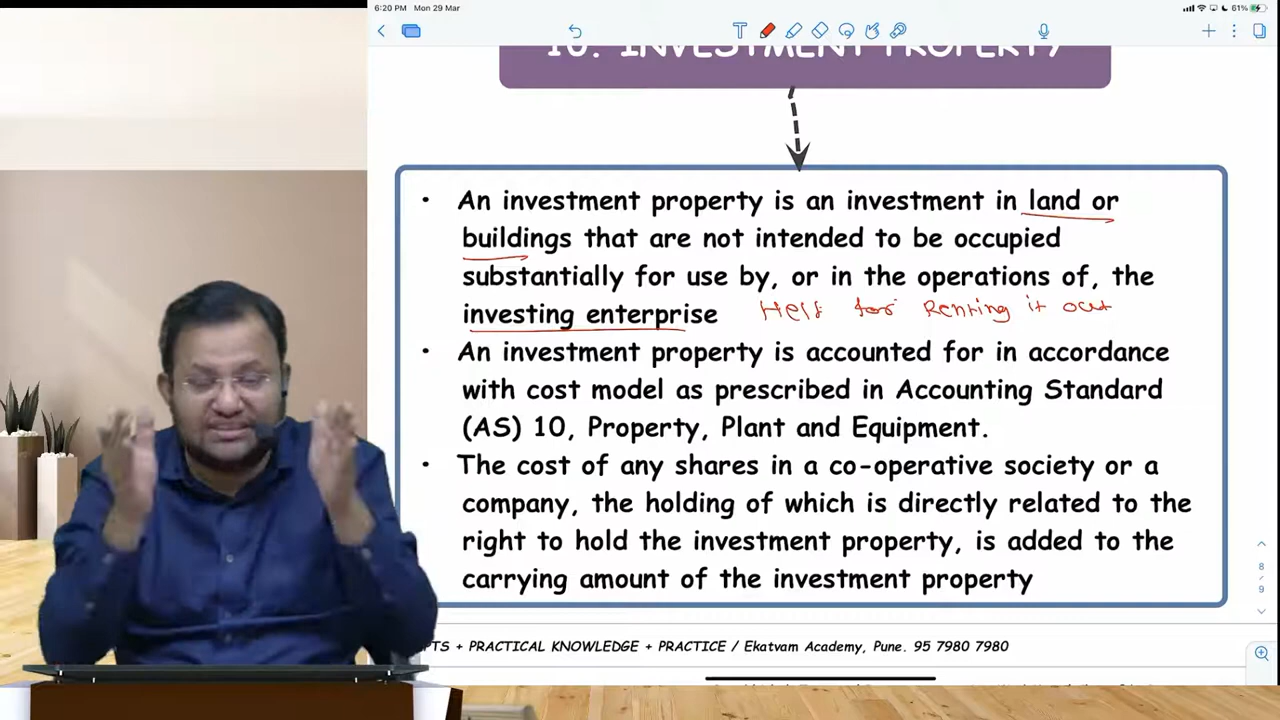 6:20 PM Mon 29 Mar
61%
10. INVESTMENT PROPERTY
• An investment property is an investment in land or
buildings that are not intended to be occupied
substantially for use by, or in the operations of, the
investing enterprise Held for Renting it out
• An investment property is accounted for in accordance
with cost model as prescribed in Accounting Standard
(AS) 10, Property, Plant and Equipment.
• The cost of any shares in a co-operative society or a
company, the holding of which is directly related to the
right to hold the investment property, is added to the
carrying amount of the investment property
8
9
PTS + PRACTICAL KNOWLEDGE + PRACTICE / Ekatvam Academy, Pune. 95 7980 7980